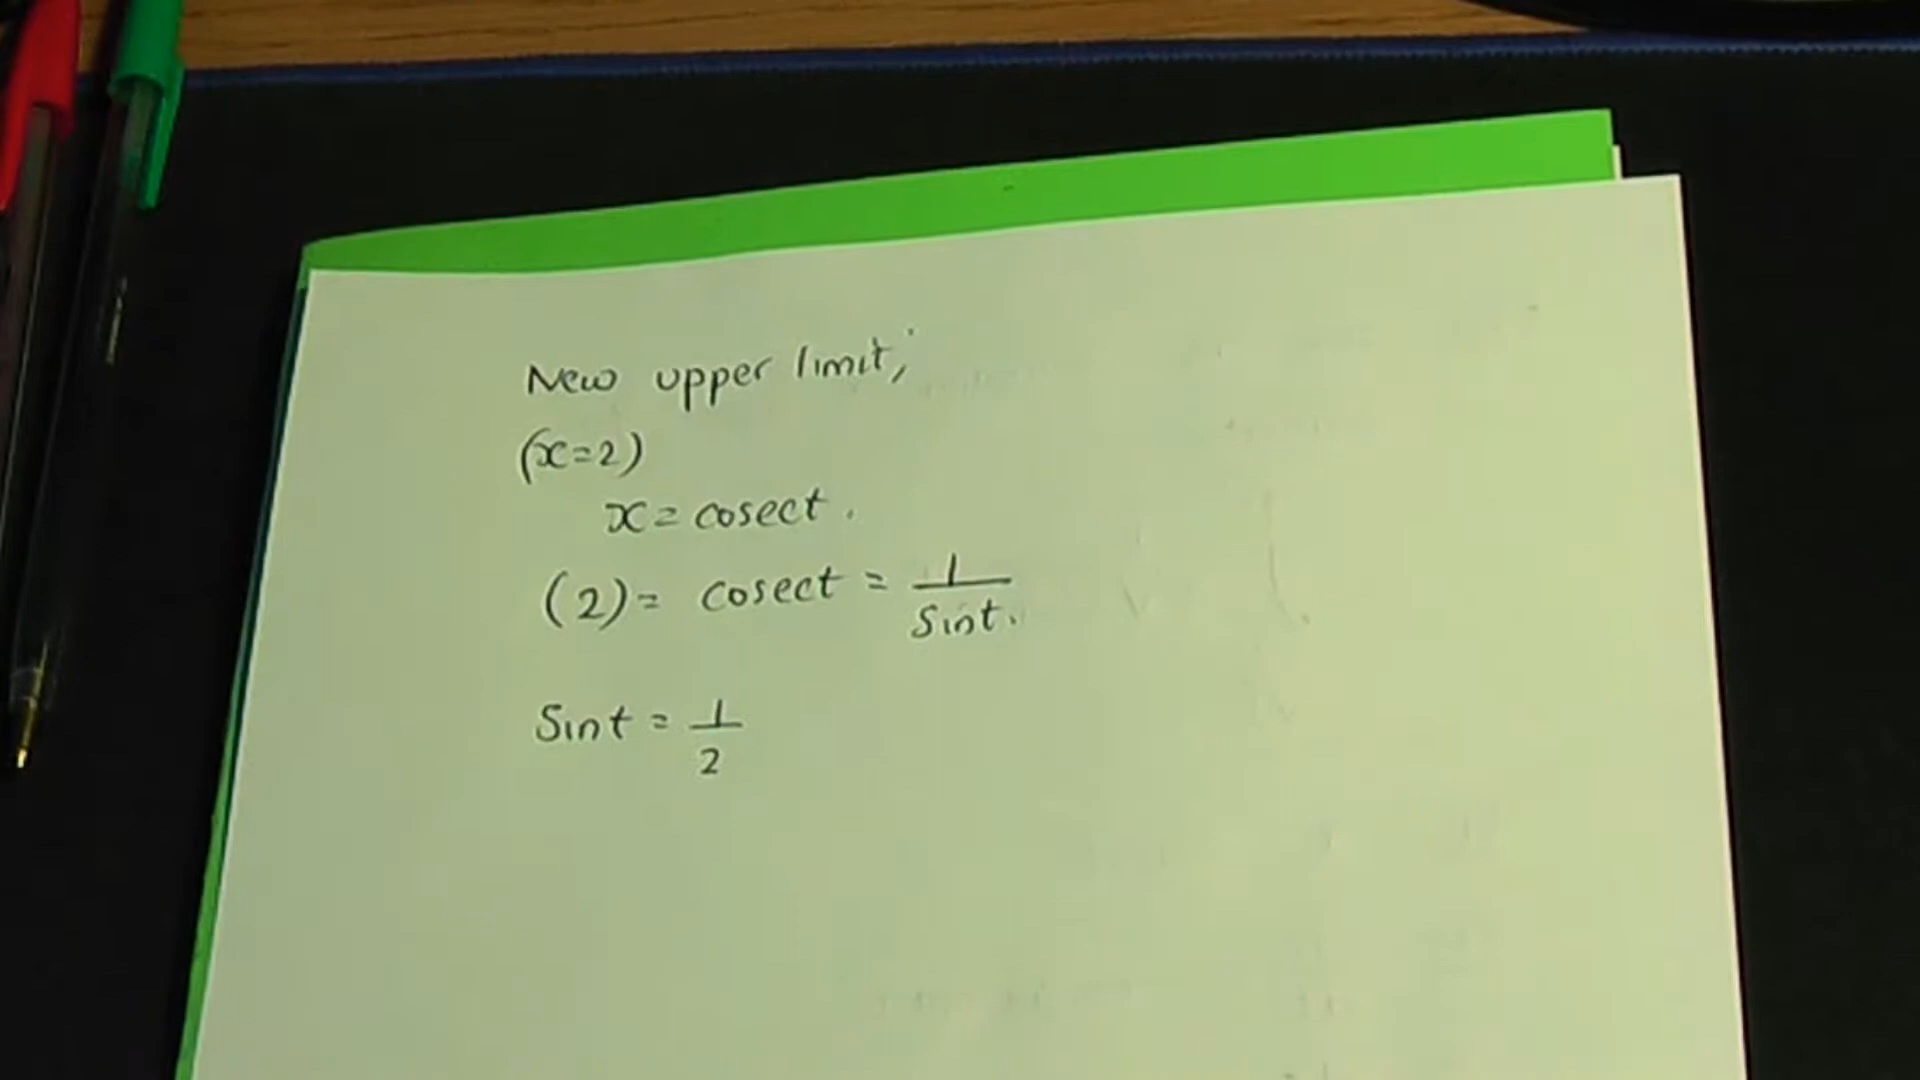 New upper limit,
(x=2)
x = cosect.
(2) = cosect = 1/Sint.
Sint = 1/2